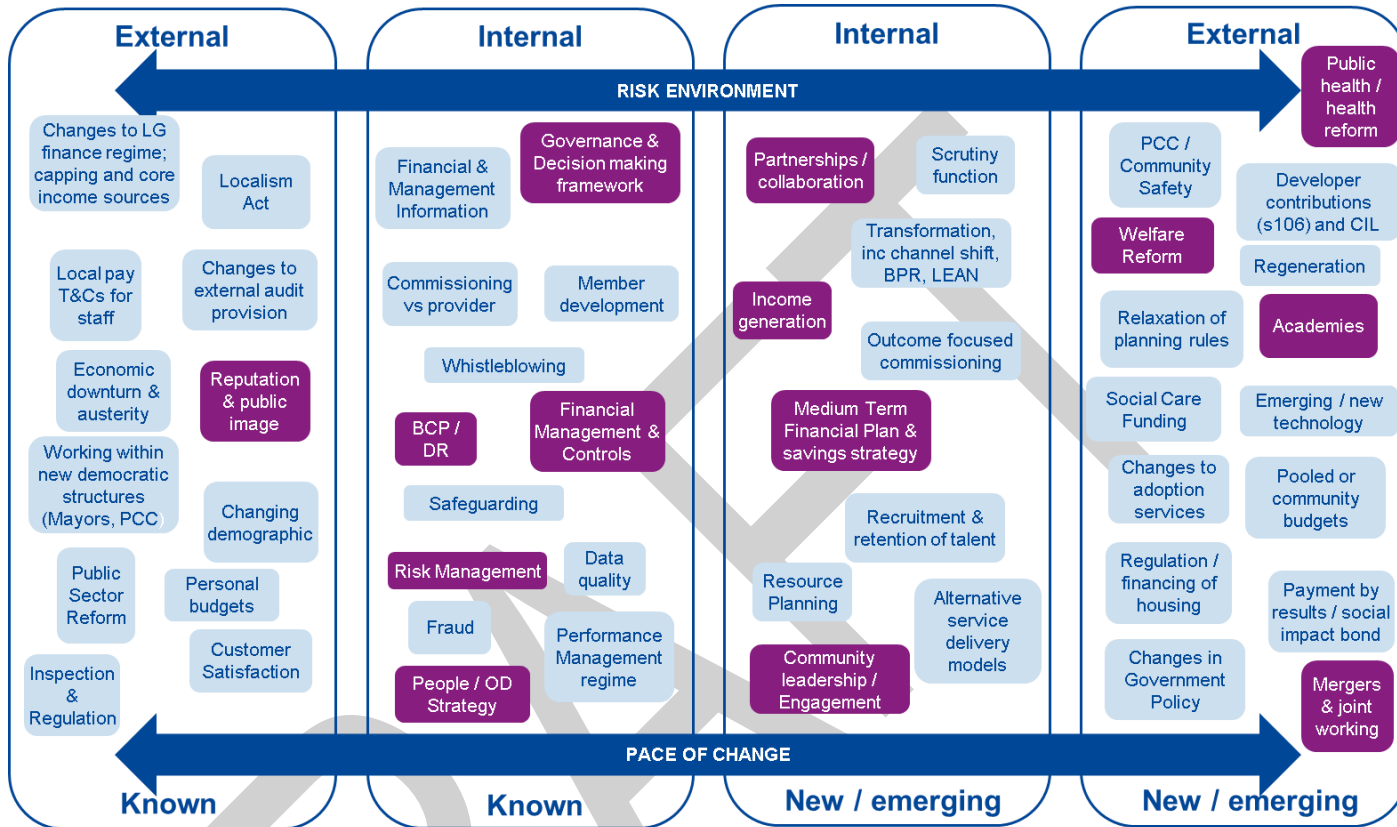 External
Internal
Internal
External
RISK ENVIRONMENT
Changes to LG
finance regime;
capping and core
income sources
Localism
Act
Local pay
T&Cs for
staff
Changes to
external audit
provision
Economic
downturn &
austerity
Reputation
& public
image
Working within
new democratic
structures
(Mayors, PCC)
Changing
demographic
Public
Sector
Reform
Personal
budgets
Customer
Satisfaction
Inspection
&
Regulation
Financial &
Management
Information
Governance &
Decision making
framework
Commissioning
vs provider
Member
development
Whistleblowing
BCP /
DR
Financial
Management &
Controls
Safeguarding
Risk Management
Data
quality
Fraud
Performance
Management
regime
People / OD
Strategy
Partnerships /
collaboration
Scrutiny
function
Transformation,
inc channel shift,
BPR, LEAN
Income
generation
Outcome focused
commissioning
Medium Term
Financial Plan &
savings strategy
Recruitment &
retention of talent
Resource
Planning
Alternative
service
delivery
models
Community
leadership /
Engagement
Public
health /
health
reform
PCC /
Community
Safety
Developer
contributions
(s106) and CIL
Welfare
Reform
Regeneration
Relaxation of
planning rules
Academies
Social Care
Funding
Emerging / new
technology
Changes to
adoption
services
Pooled or
community
budgets
Regulation /
financing of
housing
Payment by
results / social
impact bond
Changes in
Government
Policy
Mergers
& joint
working
PACE OF CHANGE
Known
Known
New / emerging
New / emerging
DRAFT